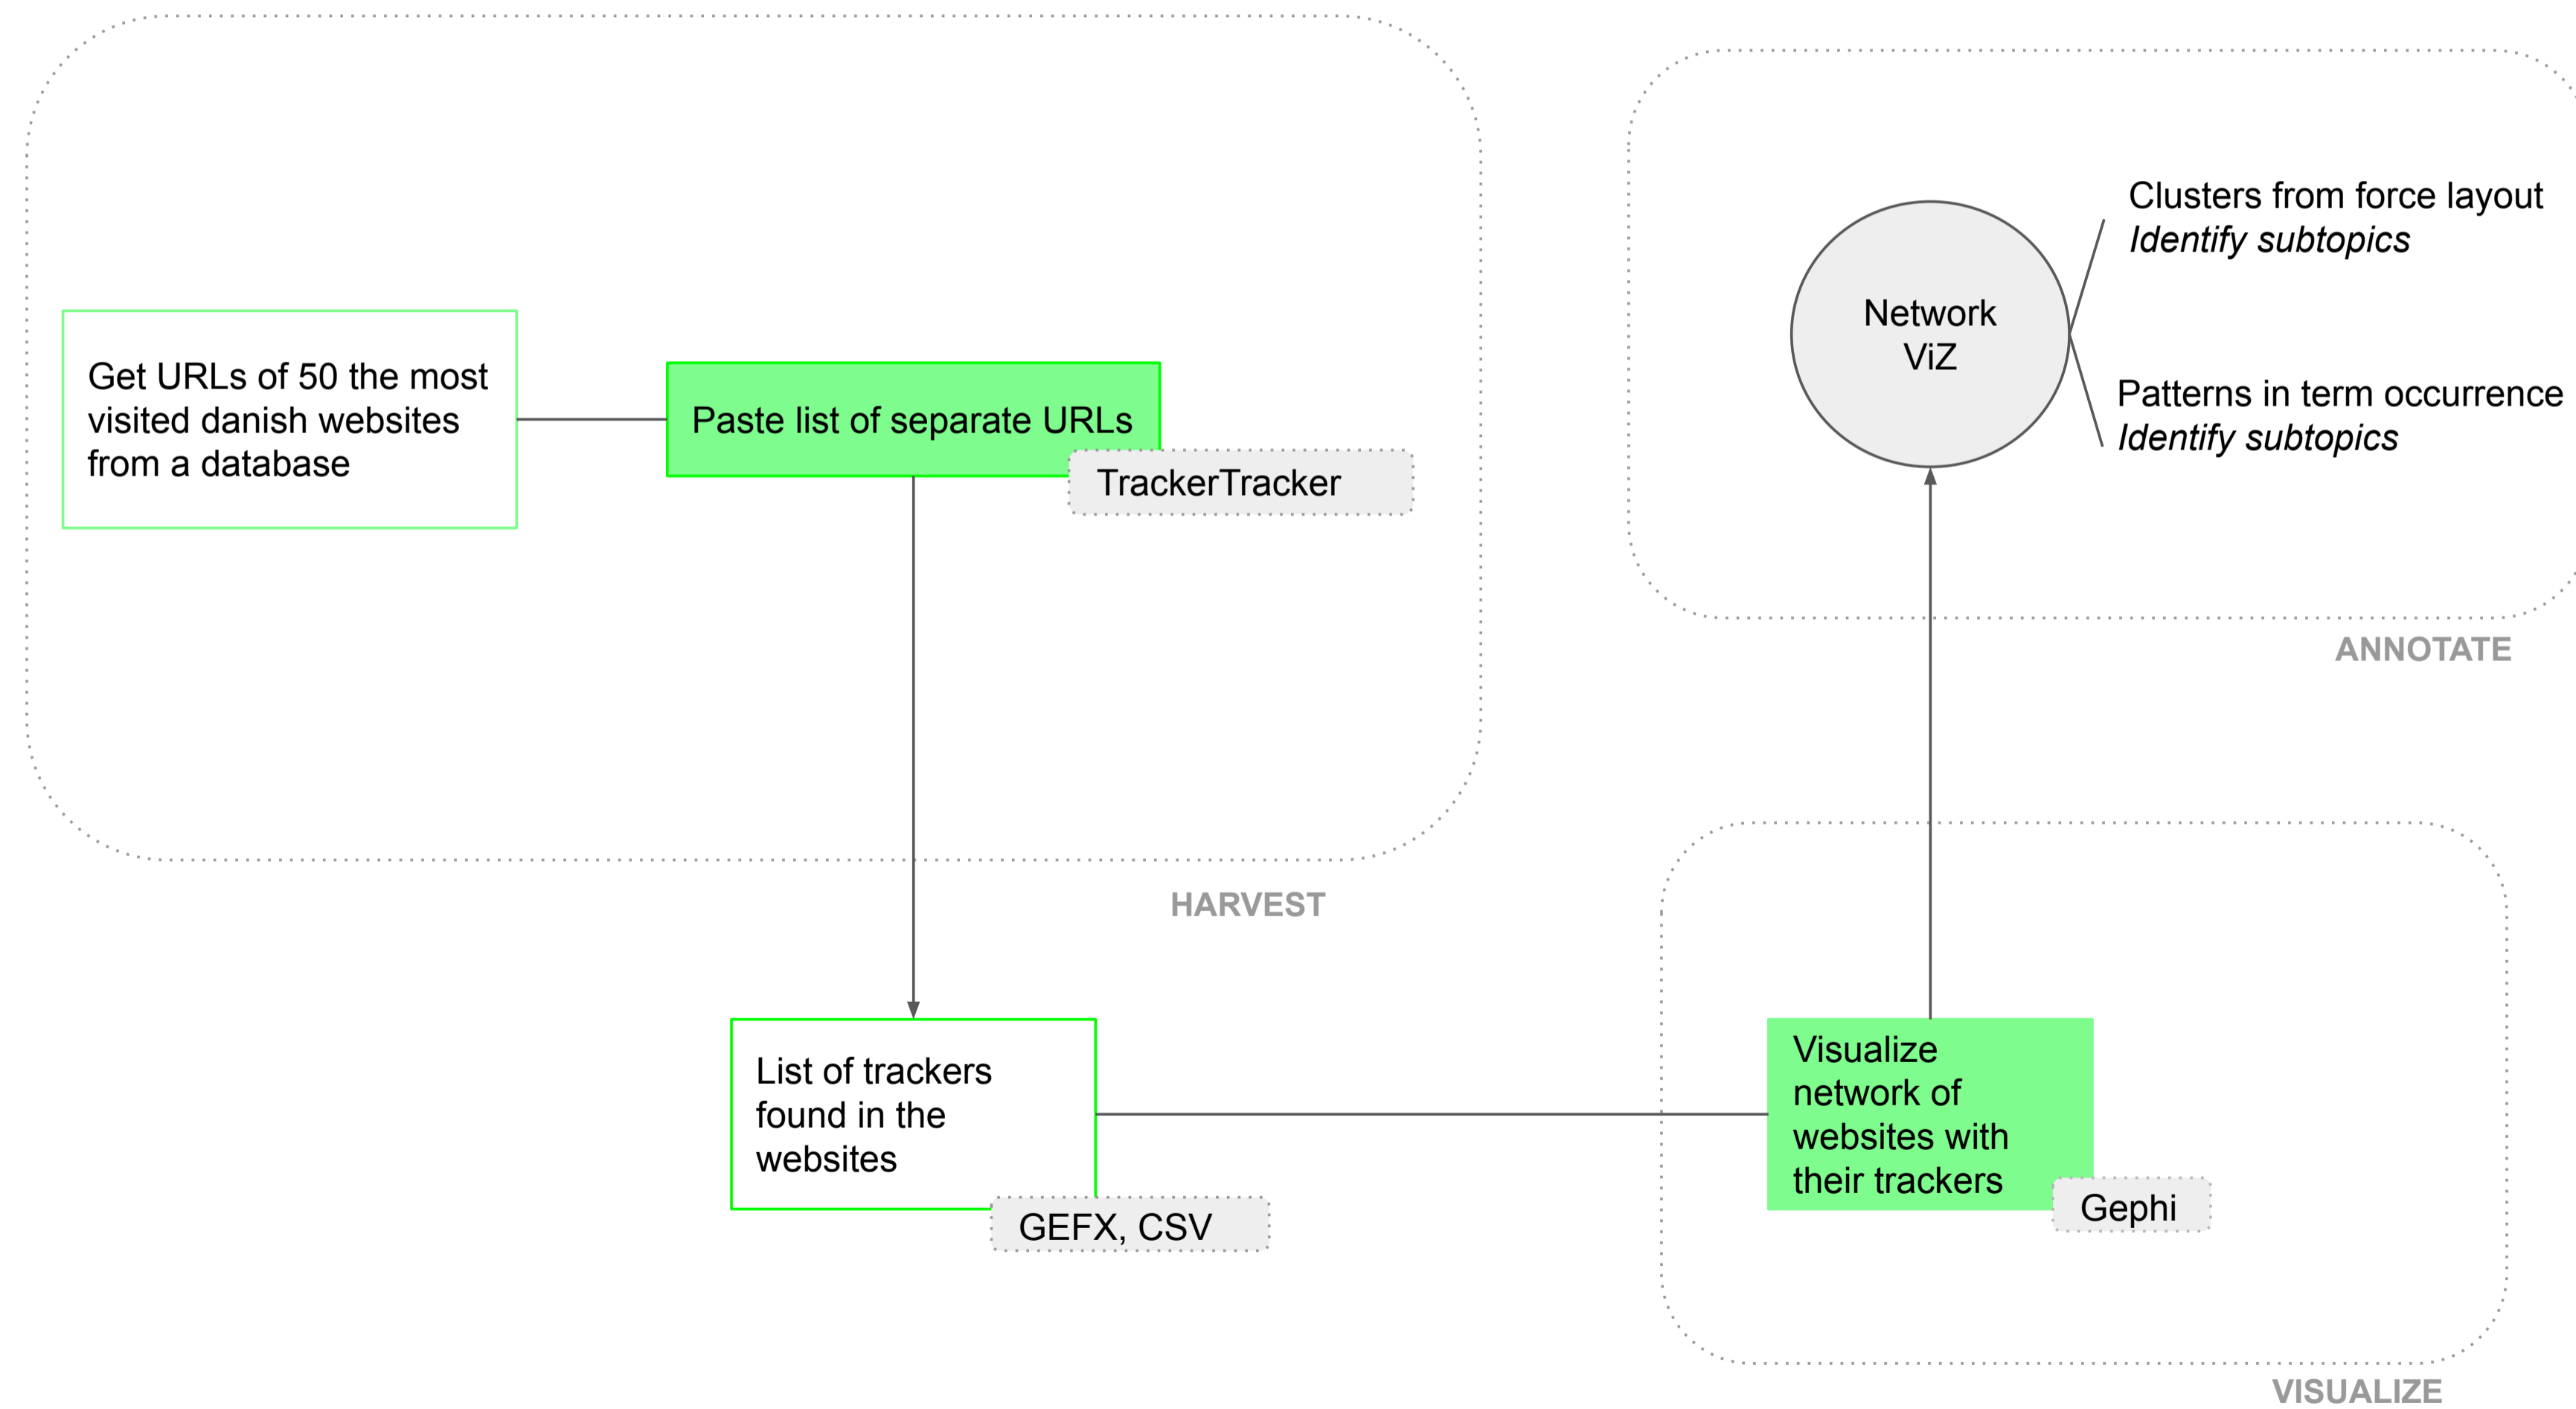 Get URLs of 50 the most
visited danish websites
from a database
Paste list of separate URLs
TrackerTracker
HARVEST
List of trackers
found in the
websites
GEFX, CSV
Network
ViZ
Clusters from force layout
Identify subtopics
Patterns in term occurrence
Identify subtopics
ANNOTATE
Visualize
network of
websites with
their trackers
Gephi
VISUALIZE